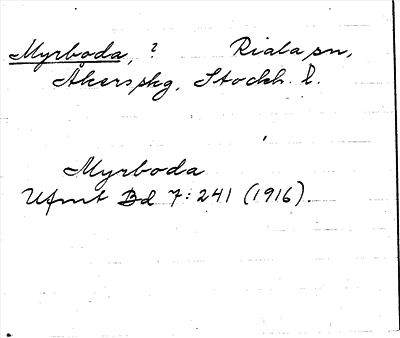 Myrboda, ? Riala sn,
Åkers skg, Stockh. l.
Myrboda
Ufmt Bd 7: 241 (1916).